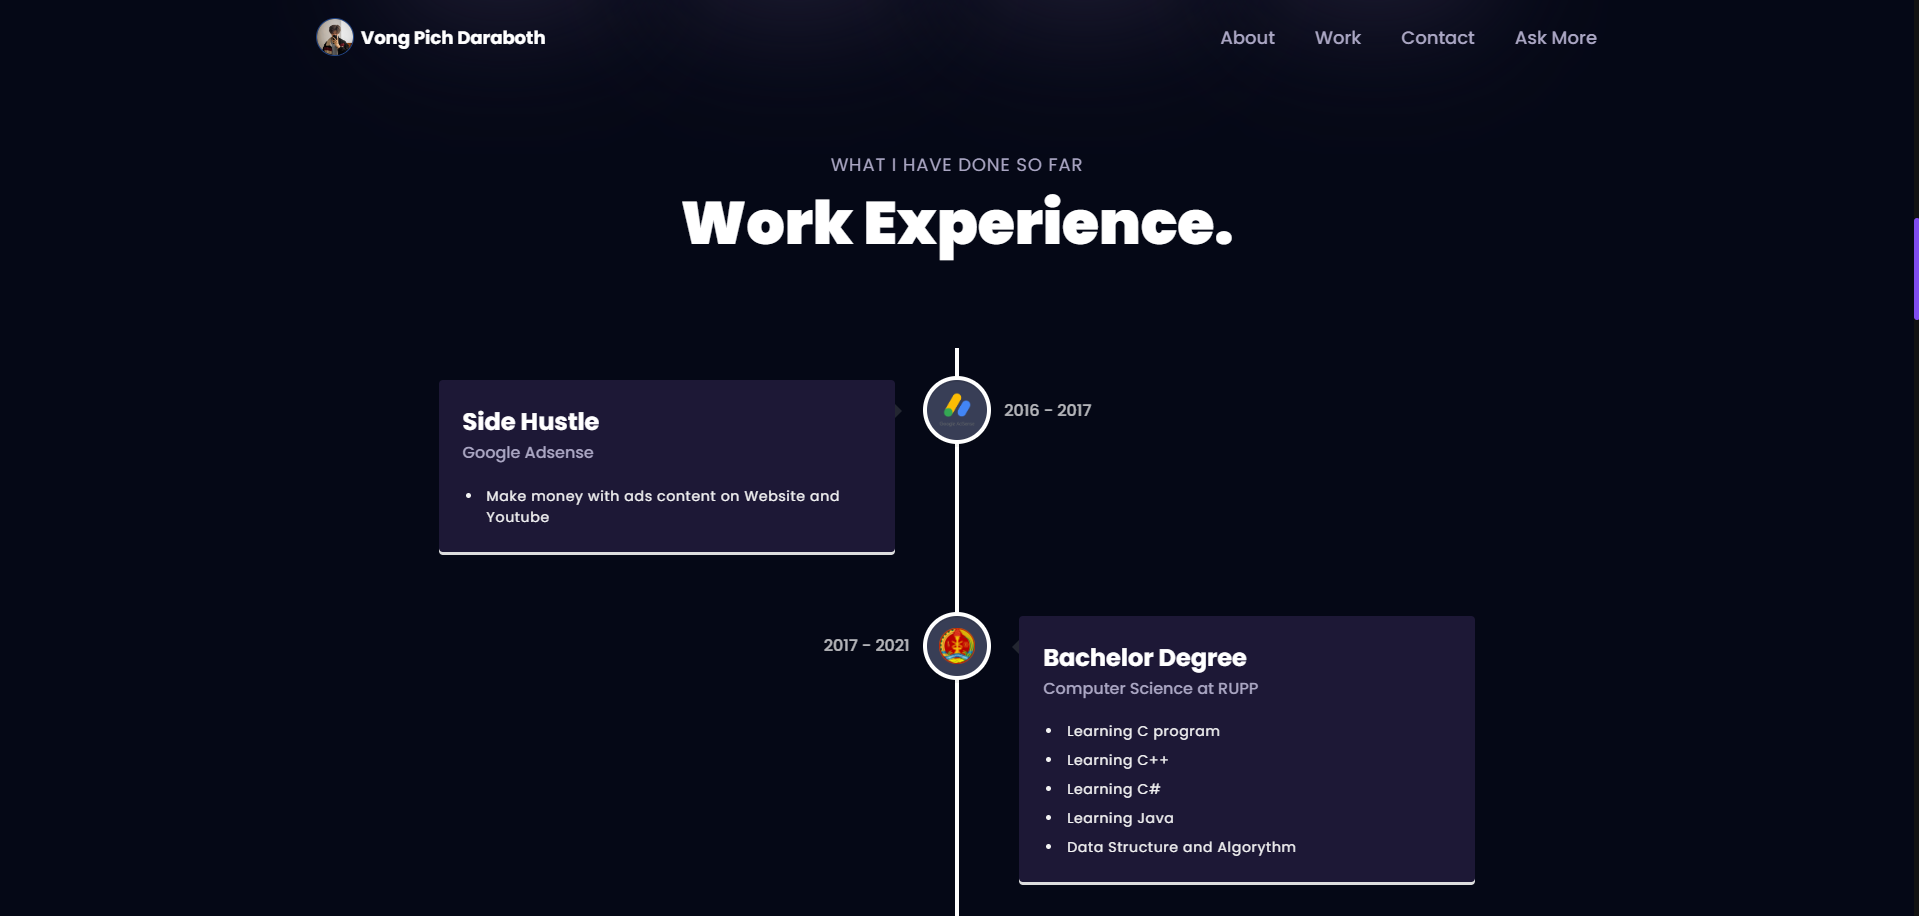 Vong Pich Daraboth
About Work Contact Ask More
WHAT I HAVE DONE SO FAR
Work Experience.
Side Hustle
Google Adsense
• Make money with ads content on Website and
Youtube
2016 - 2017
2017 - 2021
Bachelor Degree
Computer Science at RUPP
• Learning C program
• Learning C++
• Learning C#
• Learning Java
• Data Structure and Algorythm